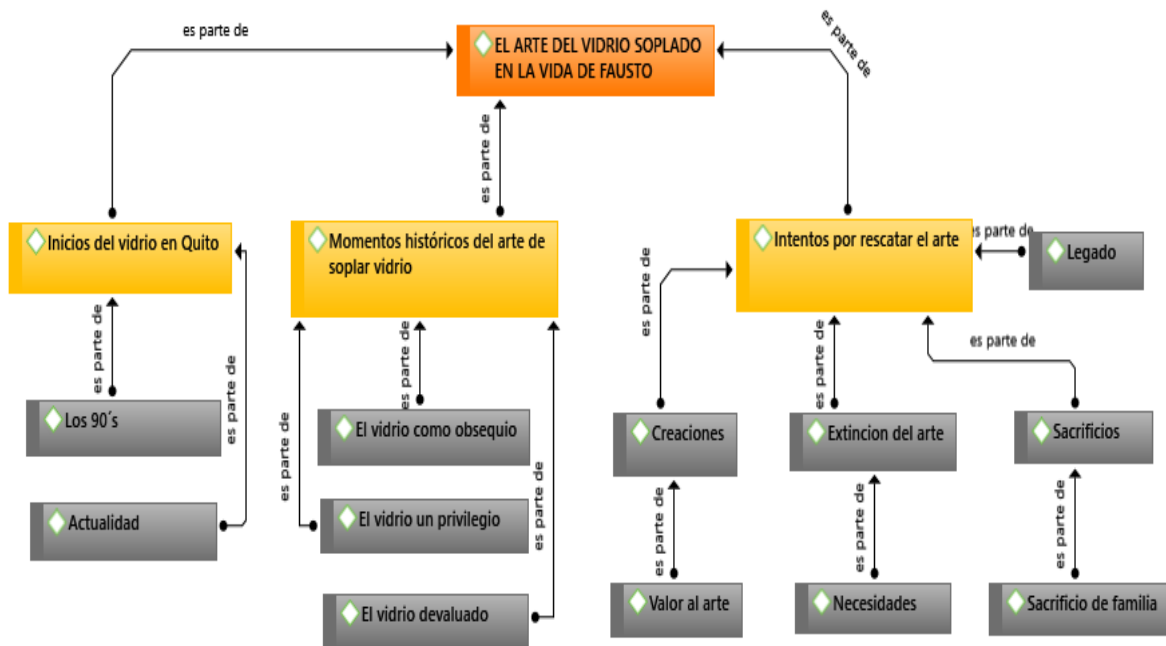 es parte de
EL ARTE DEL VIDRIO SOPLADO
EN LA VIDA DE FAUSTO
es parte de
es parte de
Inicios del vidrio en Quito
Momentos históricos del arte de
soplar vidrio
Intentos por rescatar el arte
es parte de
Legado
es parte de
es parte de
es parte de
es parte de
es parte de
es parte de
es parte de
es parte de
es parte de
Los 90´s
El vidrio como obsequio
Creaciones
Extincion del arte
Sacrificios
Actualidad
El vidrio un privilegio
es parte de
es parte de
es parte de
El vidrio devaluado
Valor al arte
Necesidades
Sacrificio de familia